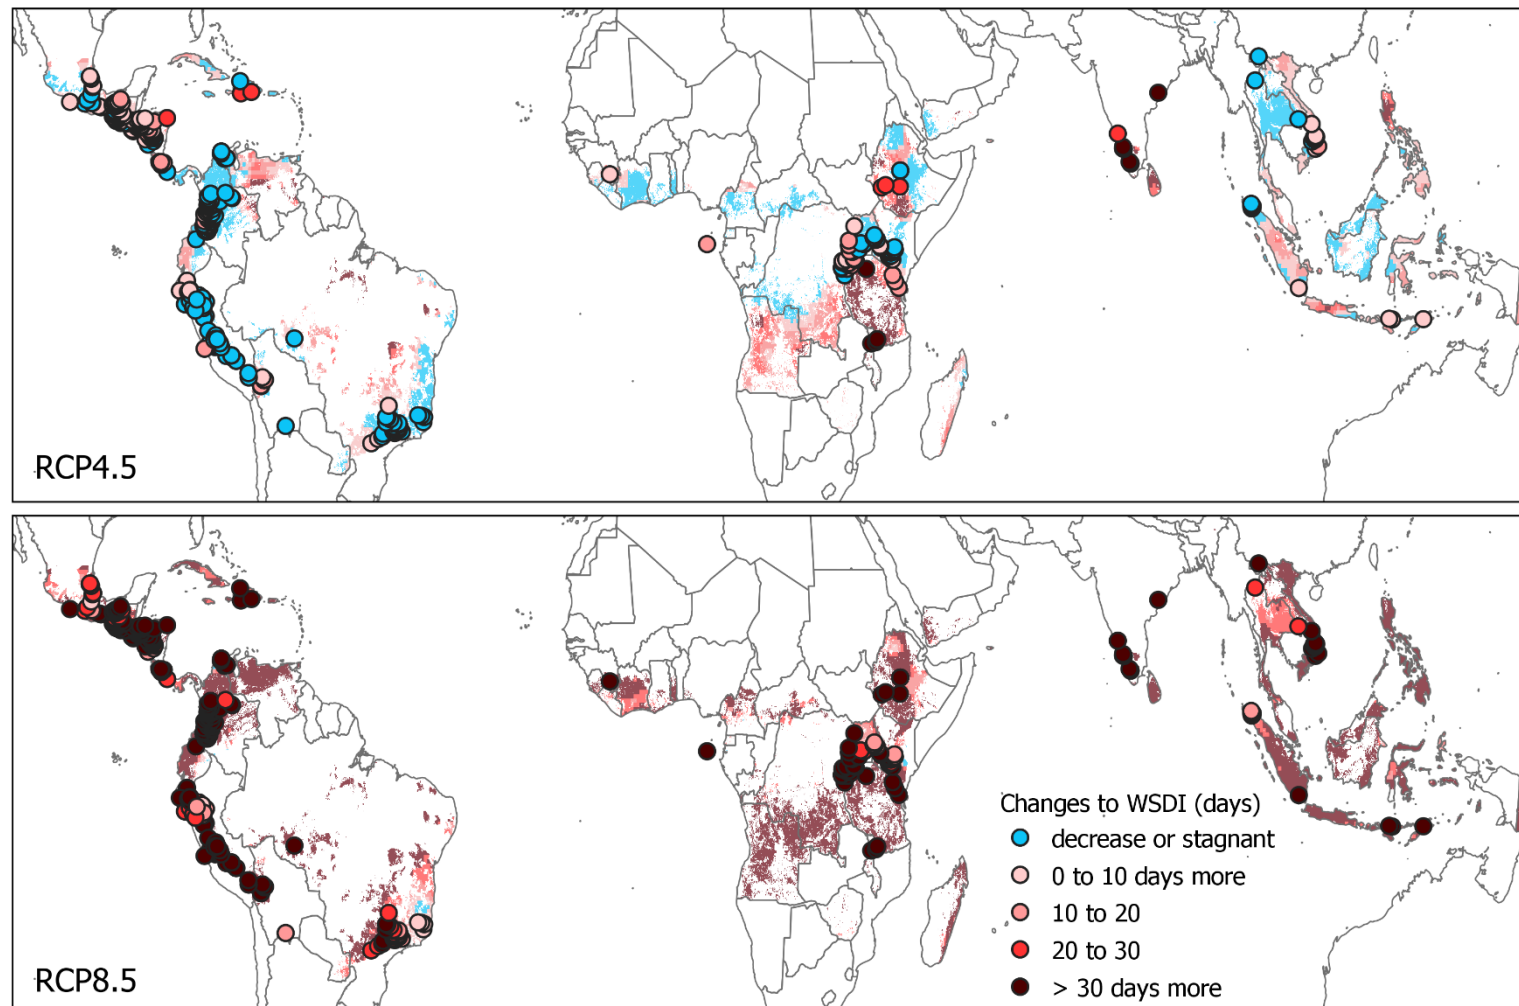 RCP4.5
RCP8.5
Changes to WSDI (days)
decrease or stagnant
0 to 10 days more
10 to 20
20 to 30
> 30 days more